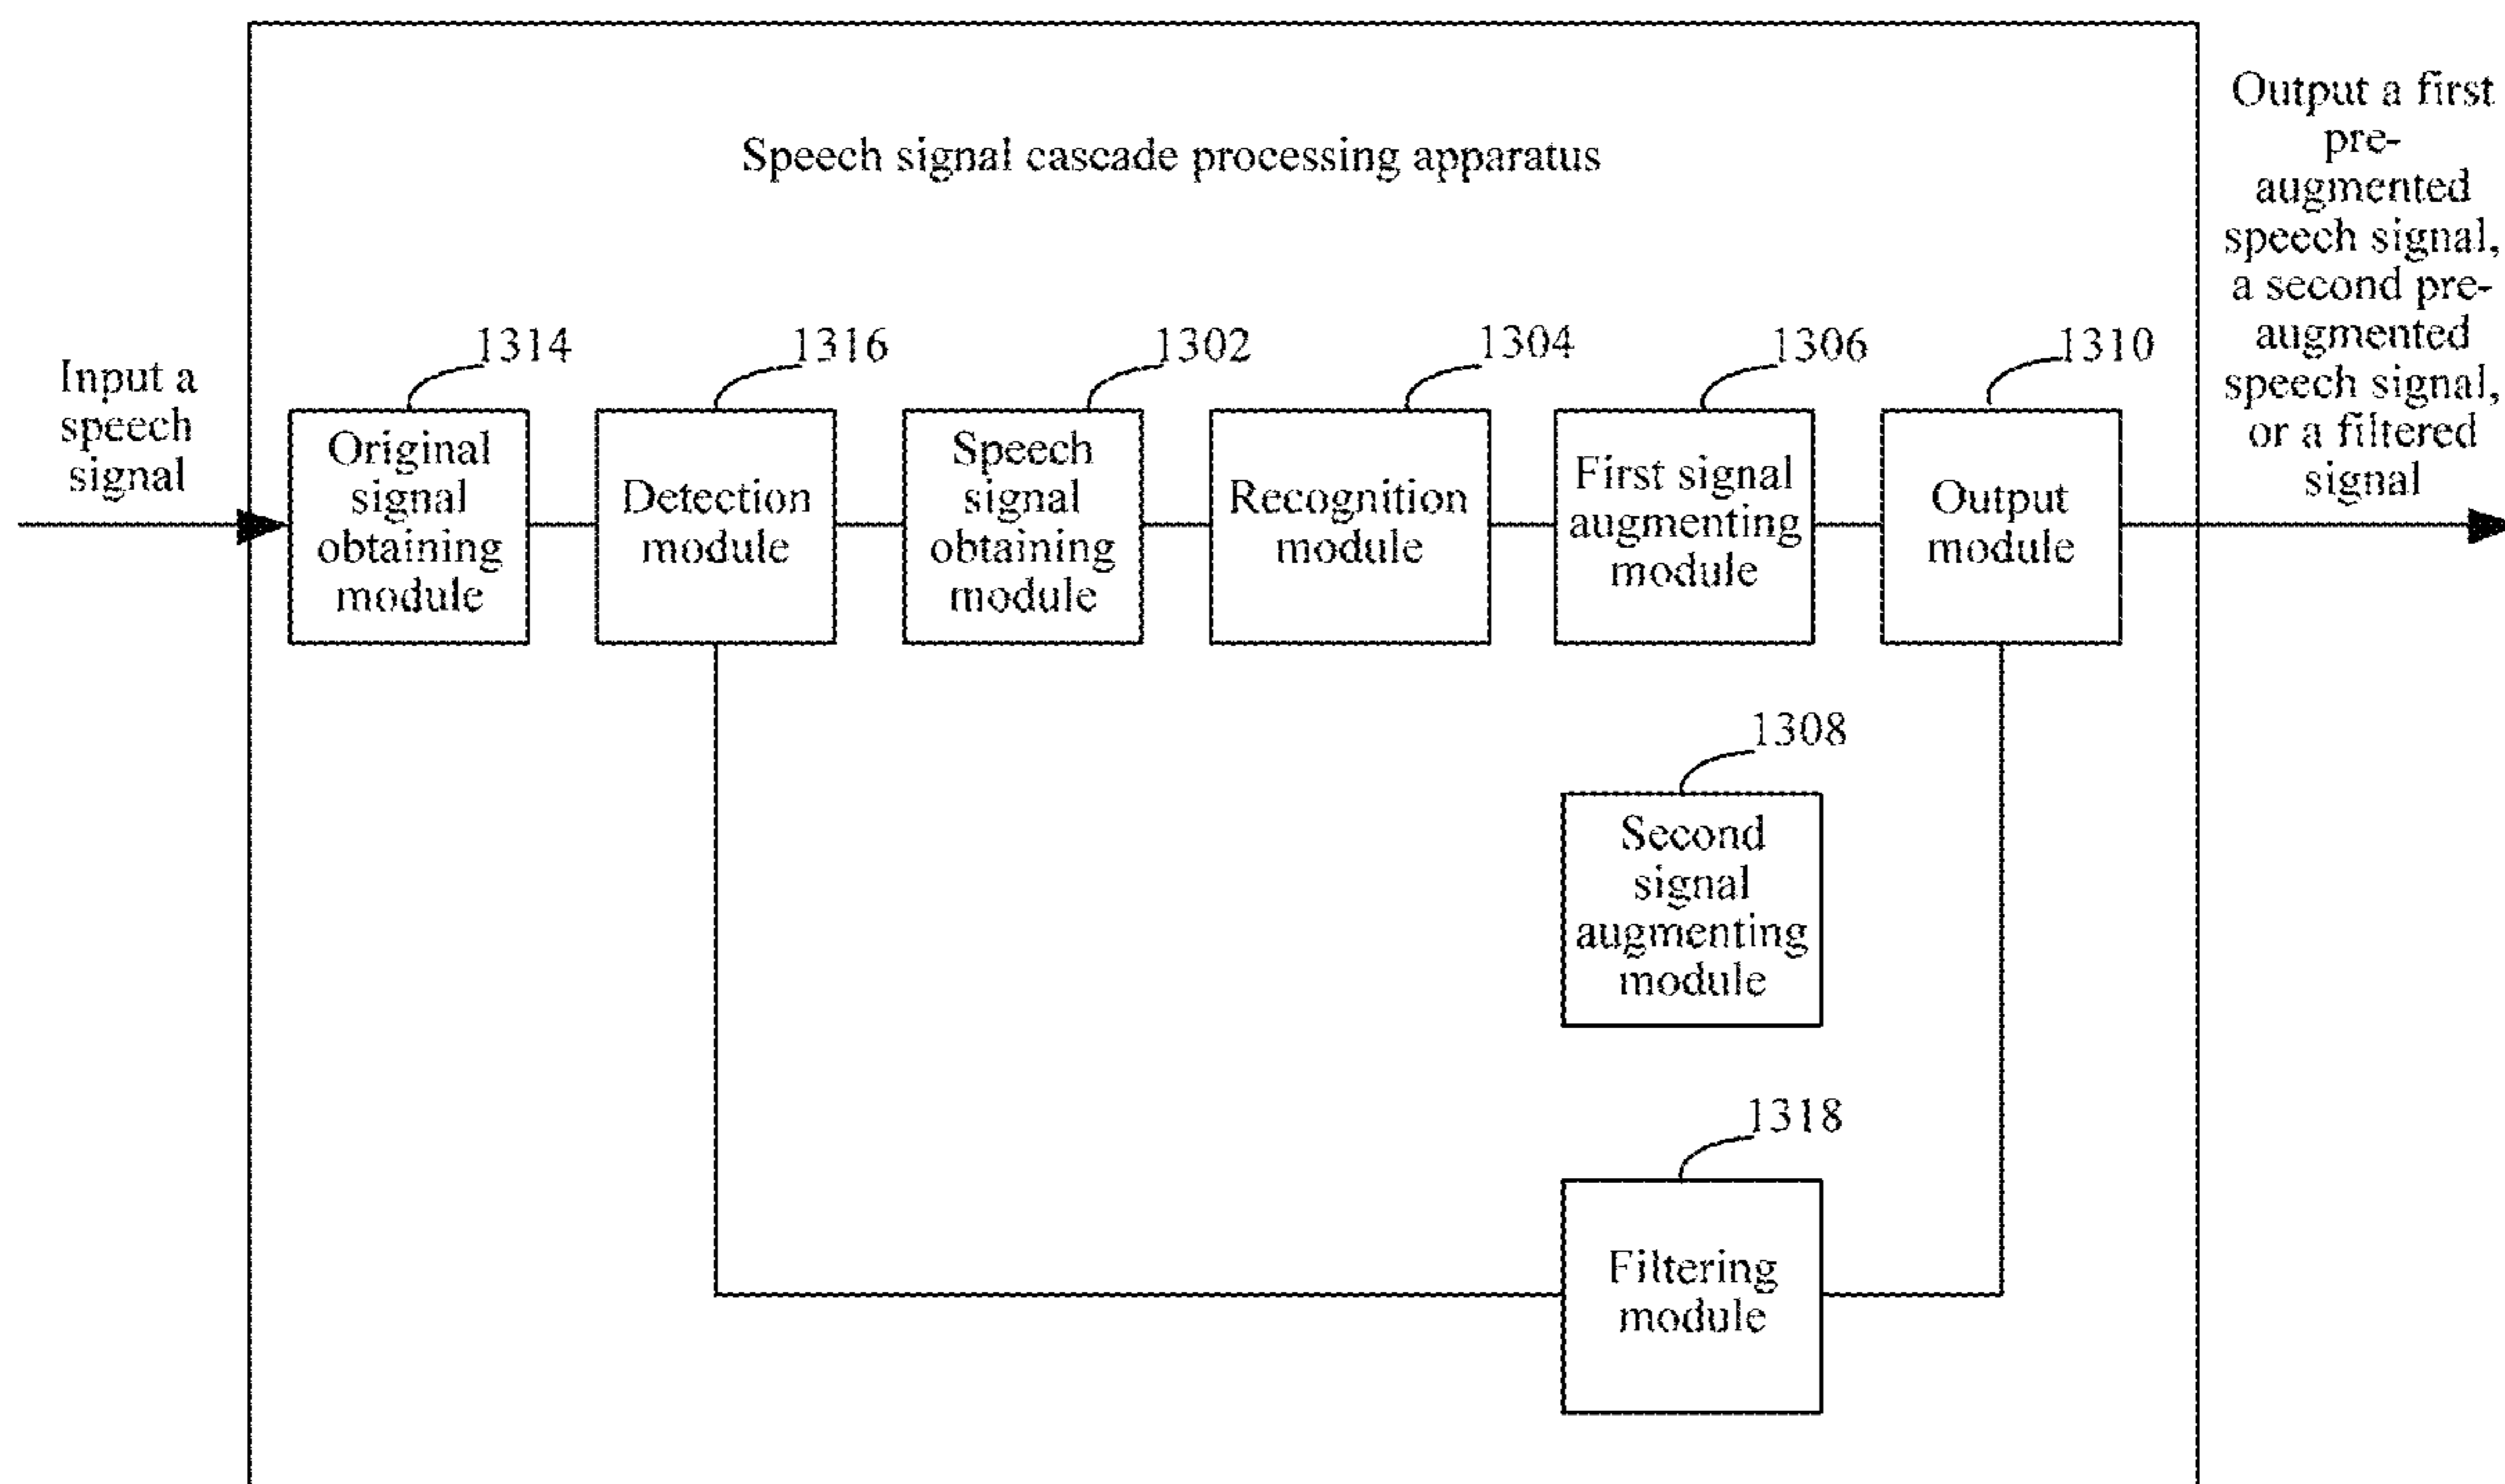 Speech signal cascade processing apparatus
Input a
speech
signal
1314
Original
signal
obtaining
module
1316
Detection
module
1302
Speech
signal
obtaining
module
1304
Recognition
module
1306
First signal
augmenting
module
1310
Output
module
Output a first
pre-
augmented
speech signal,
a second pre-
augmented
speech signal,
or a filtered
signal
1308
Second
signal
augmenting
module
1318
Filtering
module